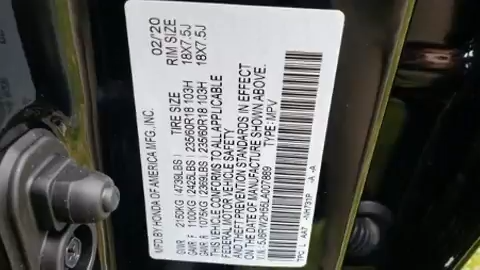 MFD BY HONDA OF AMERICA MFG., INC. 02/'20
TIRE SIZE RIM SIZE
GVWR 2150KG (4739LBS)
GAWR F 1100KG (2425LBS) 235/60R18 103H 18X7.5J
GAWR R 1075KG (2369LBS) 235/60R18 103H 18X7.5J
THIS VEHICLE CONFORMS TO ALL APPLICABLE
FEDERAL MOTOR VEHICLE SAFETY
AND THEFT PREVENTION STANDARDS IN EFFECT
ON THE DATE OF MANUFACTURE SHOWN ABOVE.
TYPE: MPV